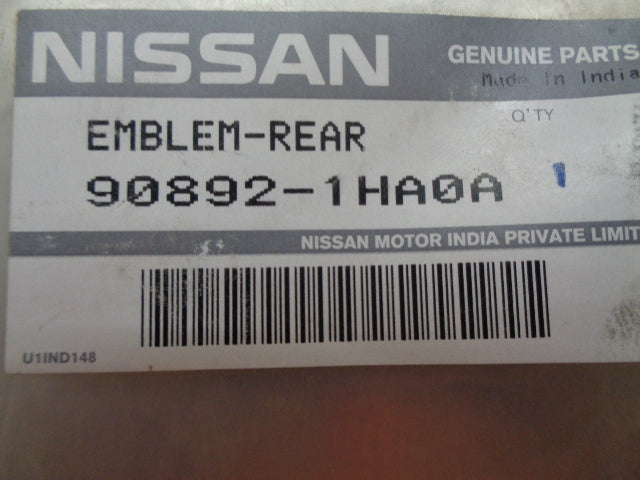 NISSAN GENUINE PARTS
Made in India
Q'TY
EMBLEM-REAR
90892-1HA0A 1
NISSAN MOTOR INDIA PRIVATE LIMIT
U1IND148